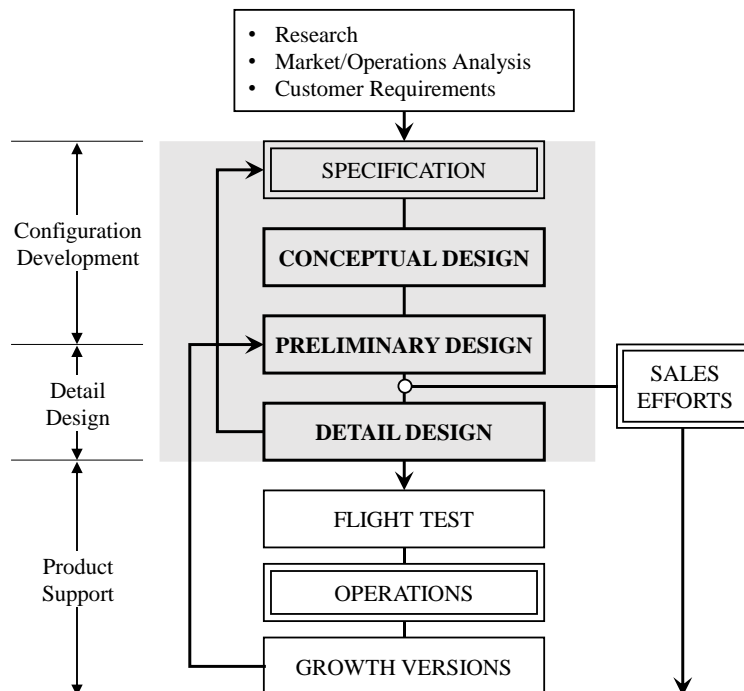 • Research
• Market/Operations Analysis
• Customer Requirements
SPECIFICATION
Configuration
Development
CONCEPTUAL DESIGN
PRELIMINARY DESIGN
SALES
EFFORTS
Detail
Design
DETAIL DESIGN
FLIGHT TEST
Product
Support
OPERATIONS
GROWTH VERSIONS